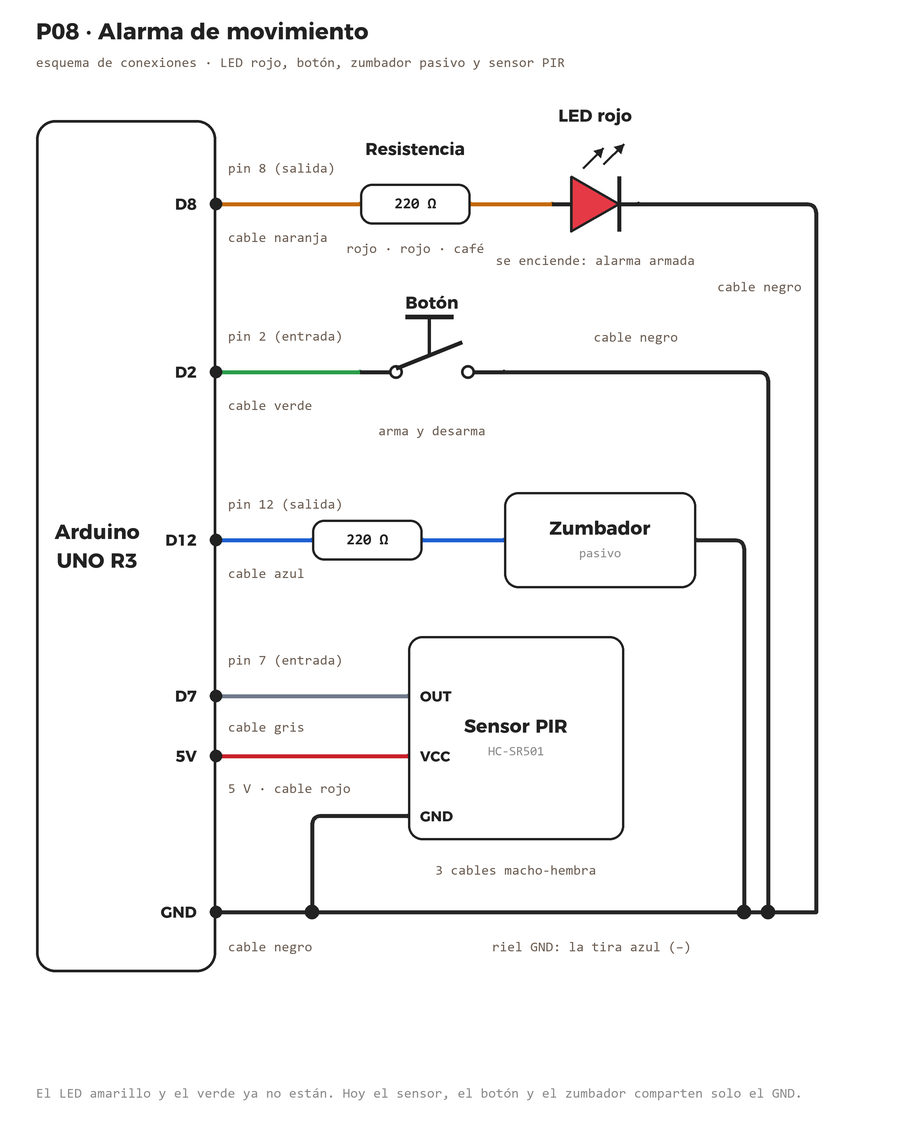 P08 · Alarma de movimiento
esquema de conexiones · LED rojo, botón, zumbador pasivo y sensor PIR
LED rojo
Resistencia
pin 8 (salida)
D8
220 Ω
cable naranja
rojo · rojo · café
se enciende: alarma armada
cable negro
Botón
pin 2 (entrada)
cable negro
D2
cable verde
arma y desarma
pin 12 (salida)
Arduino
UNO R3
D12
220 Ω
Zumbador
pasivo
cable azul
pin 7 (entrada)
D7
OUT
Sensor PIR
HC-SR501
cable gris
5V
VCC
5 V · cable rojo
GND
3 cables macho-hembra
GND
cable negro
riel GND: la tira azul (−)
El LED amarillo y el verde ya no están. Hoy el sensor, el botón y el zumbador comparten solo el GND.